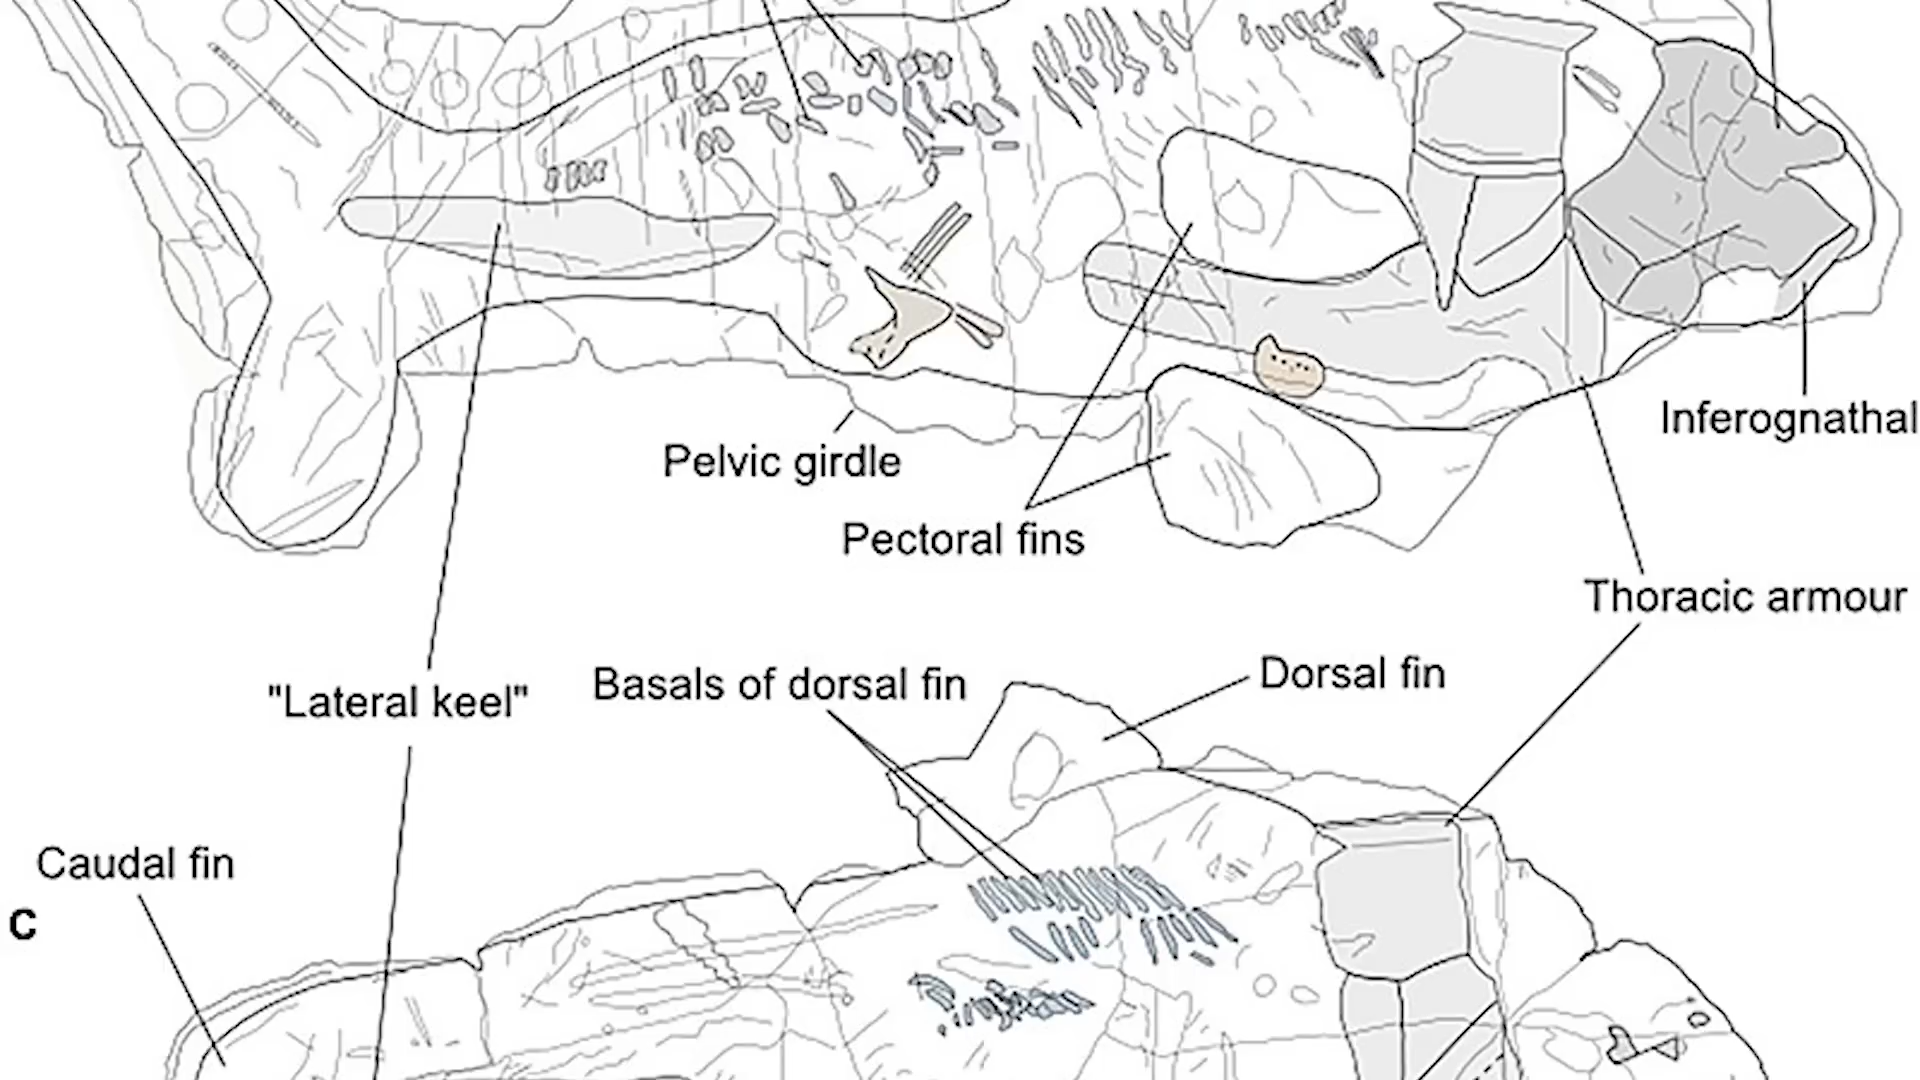 Inferognathal
Pelvic girdle
Pectoral fins
Thoracic armour
"Lateral keel"
Basals of dorsal fin
Dorsal fin
Caudal fin
C